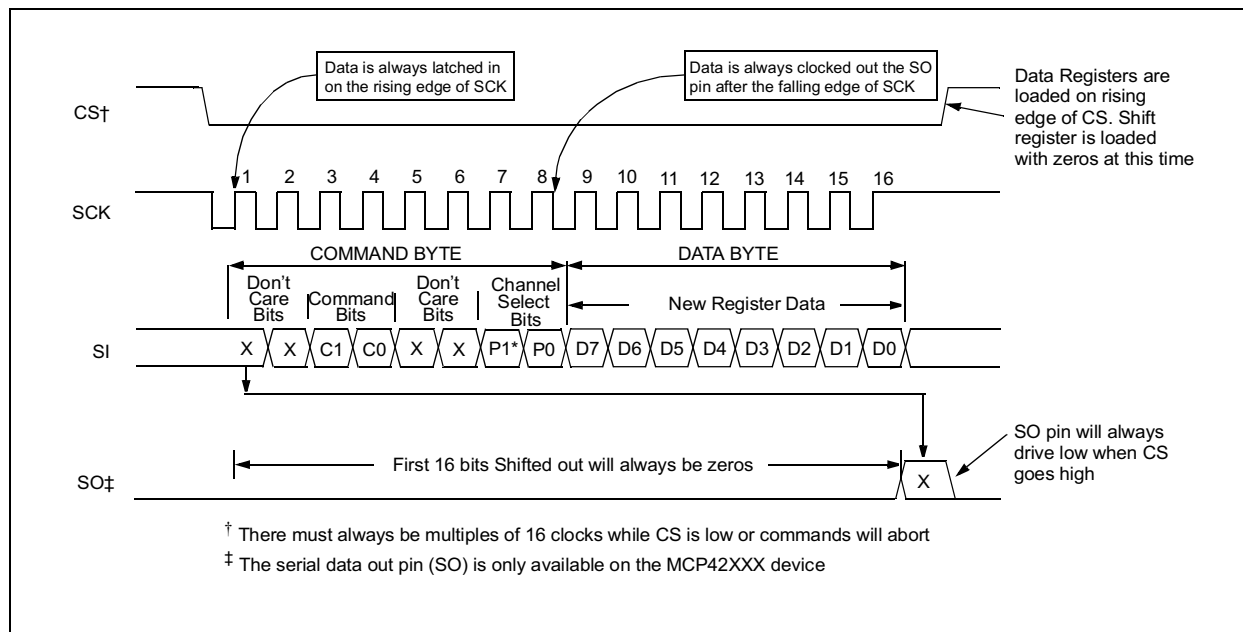 Data is always latched in
on the rising edge of SCK
Data is always clocked out the SO
pin after the falling edge of SCK
Data Registers are
loaded on rising
edge of CS. Shift
register is loaded
with zeros at this time
CS†
1 2 3 4 5 6 7 8 9 10 11 12 13 14 15 16
SCK
COMMAND BYTE
DATA BYTE
Don't
Care
Bits
Command
Bits
Don't
Care
Bits
Channel
Select
Bits
New Register Data
SI
X X C1 C0 X X P1* P0 D7 D6 D5 D4 D3 D2 D1 D0
First 16 bits Shifted out will always be zeros
SO‡
X
SO pin will always
drive low when CS
goes high
† There must always be multiples of 16 clocks while CS is low or commands will abort
‡ The serial data out pin (SO) is only available on the MCP42XXX device